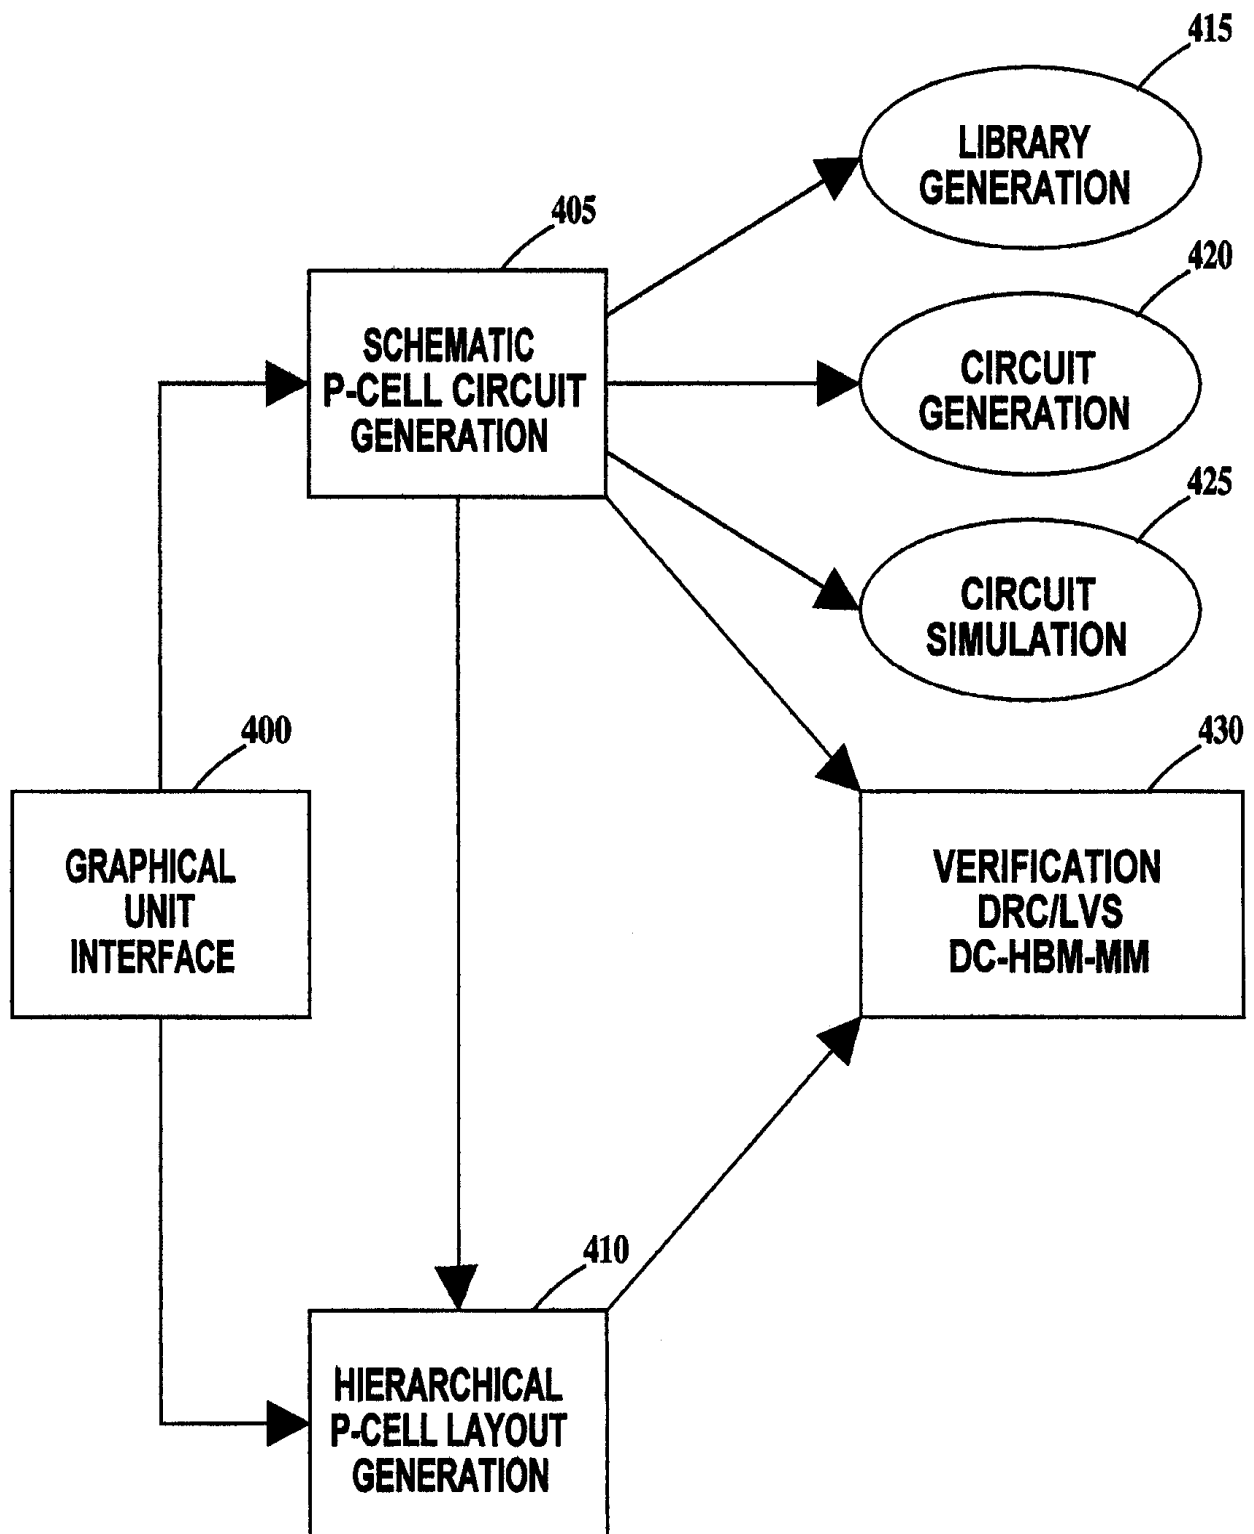 415
LIBRARY
GENERATION
405
SCHEMATIC
P-CELL CIRCUIT
GENERATION
420
CIRCUIT
GENERATION
425
CIRCUIT
SIMULATION
400
GRAPHICAL
UNIT
INTERFACE
430
VERIFICATION
DRC/LVS
DC-HBM-MM
410
HIERARCHICAL
P-CELL LAYOUT
GENERATION